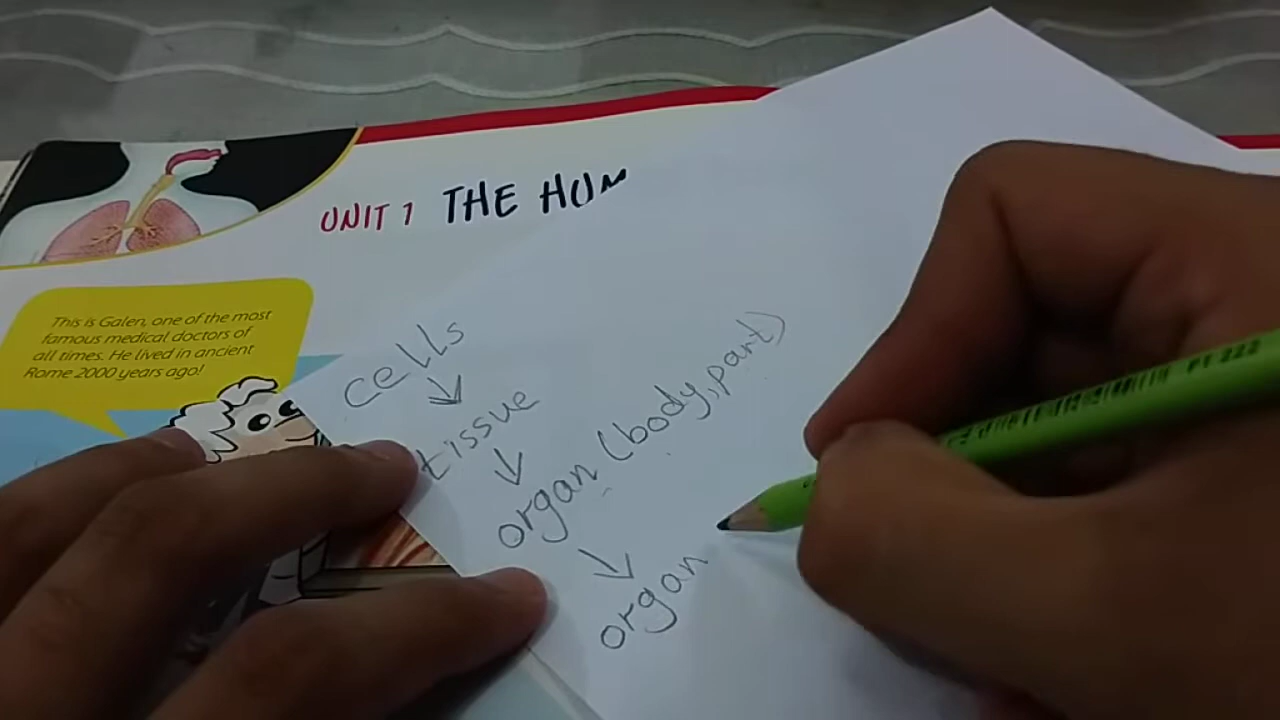 UNIT 1 THE HUM
This is Galen, one of the most
famous medical doctors of
all times. He lived in ancient
Rome 2000 years ago!
cells
↓
tissue
↓
organ (body,part)
↓
organ